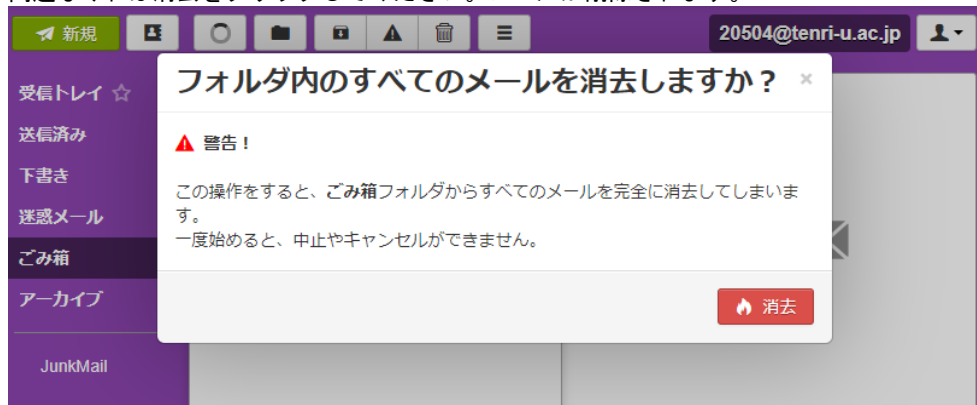 新規
20504@tenri-u.ac.jp
受信トレイ
送信済み
下書き
迷惑メール
ごみ箱
アーカイブ
JunkMail
フォルダ内のすべてのメールを消去しますか？ ×
警告！
この操作をすると、ごみ箱フォルダからすべてのメールを完全に消去してしまいま
す。
一度始めると、中止やキャンセルができません。
消去